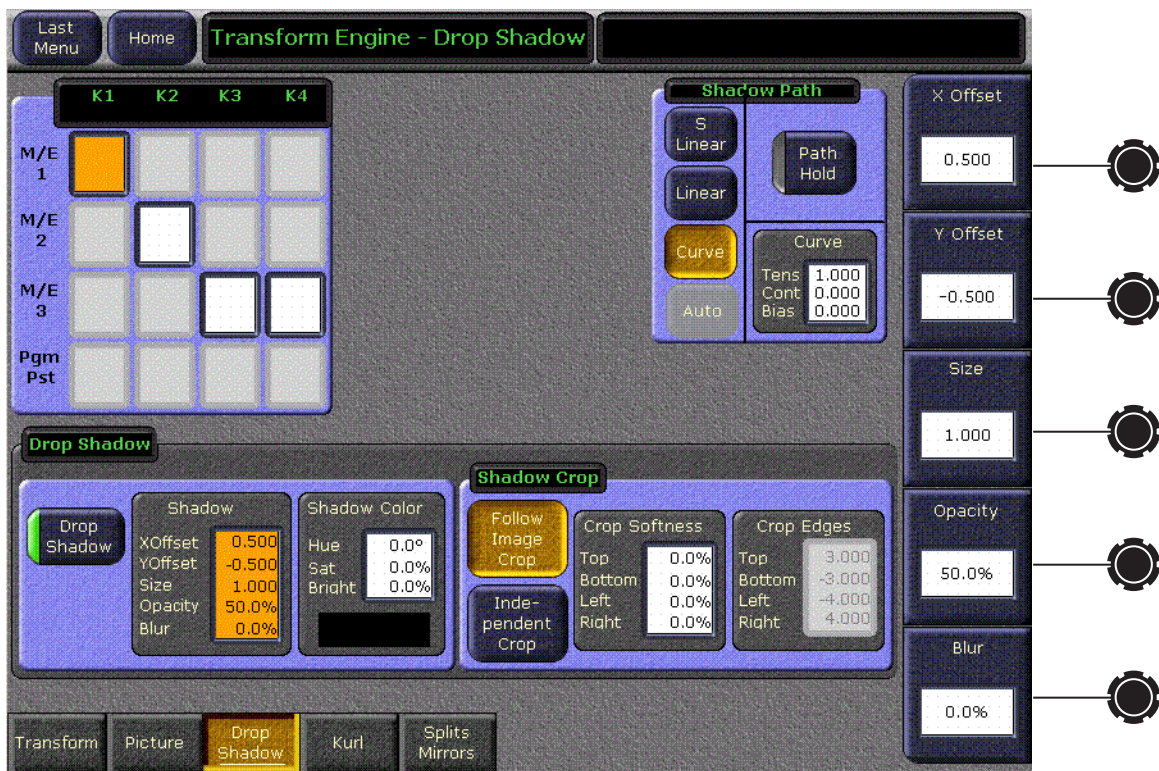 Last Menu
Home
Transform Engine - Drop Shadow
K1 K2 K3 K4
M/E 1
M/E 2
M/E 3
Pgm Pst
Shadow Path
S Linear
Linear
Curve
Auto
Path Hold
Curve
Tens 1.000
Cont 0.000
Bias 0.000
X Offset
0.500
Y Offset
-0.500
Size
1.000
Opacity
50.0%
Blur
0.0%
Drop Shadow
Drop Shadow
Shadow
XOffset 0.500
YOffset -0.500
Size 1.000
Opacity 50.0%
Blur 0.0%
Shadow Color
Hue 0.0°
Sat 0.0%
Bright 0.0%
Shadow Crop
Follow Image Crop
Inde-
pendent
Crop
Crop Softness
Top 0.0%
Bottom 0.0%
Left 0.0%
Right 0.0%
Crop Edges
Top 3.000
Bottom -3.000
Left -4.000
Right 4.000
Transform
Picture
Drop Shadow
Kurl
Splits Mirrors